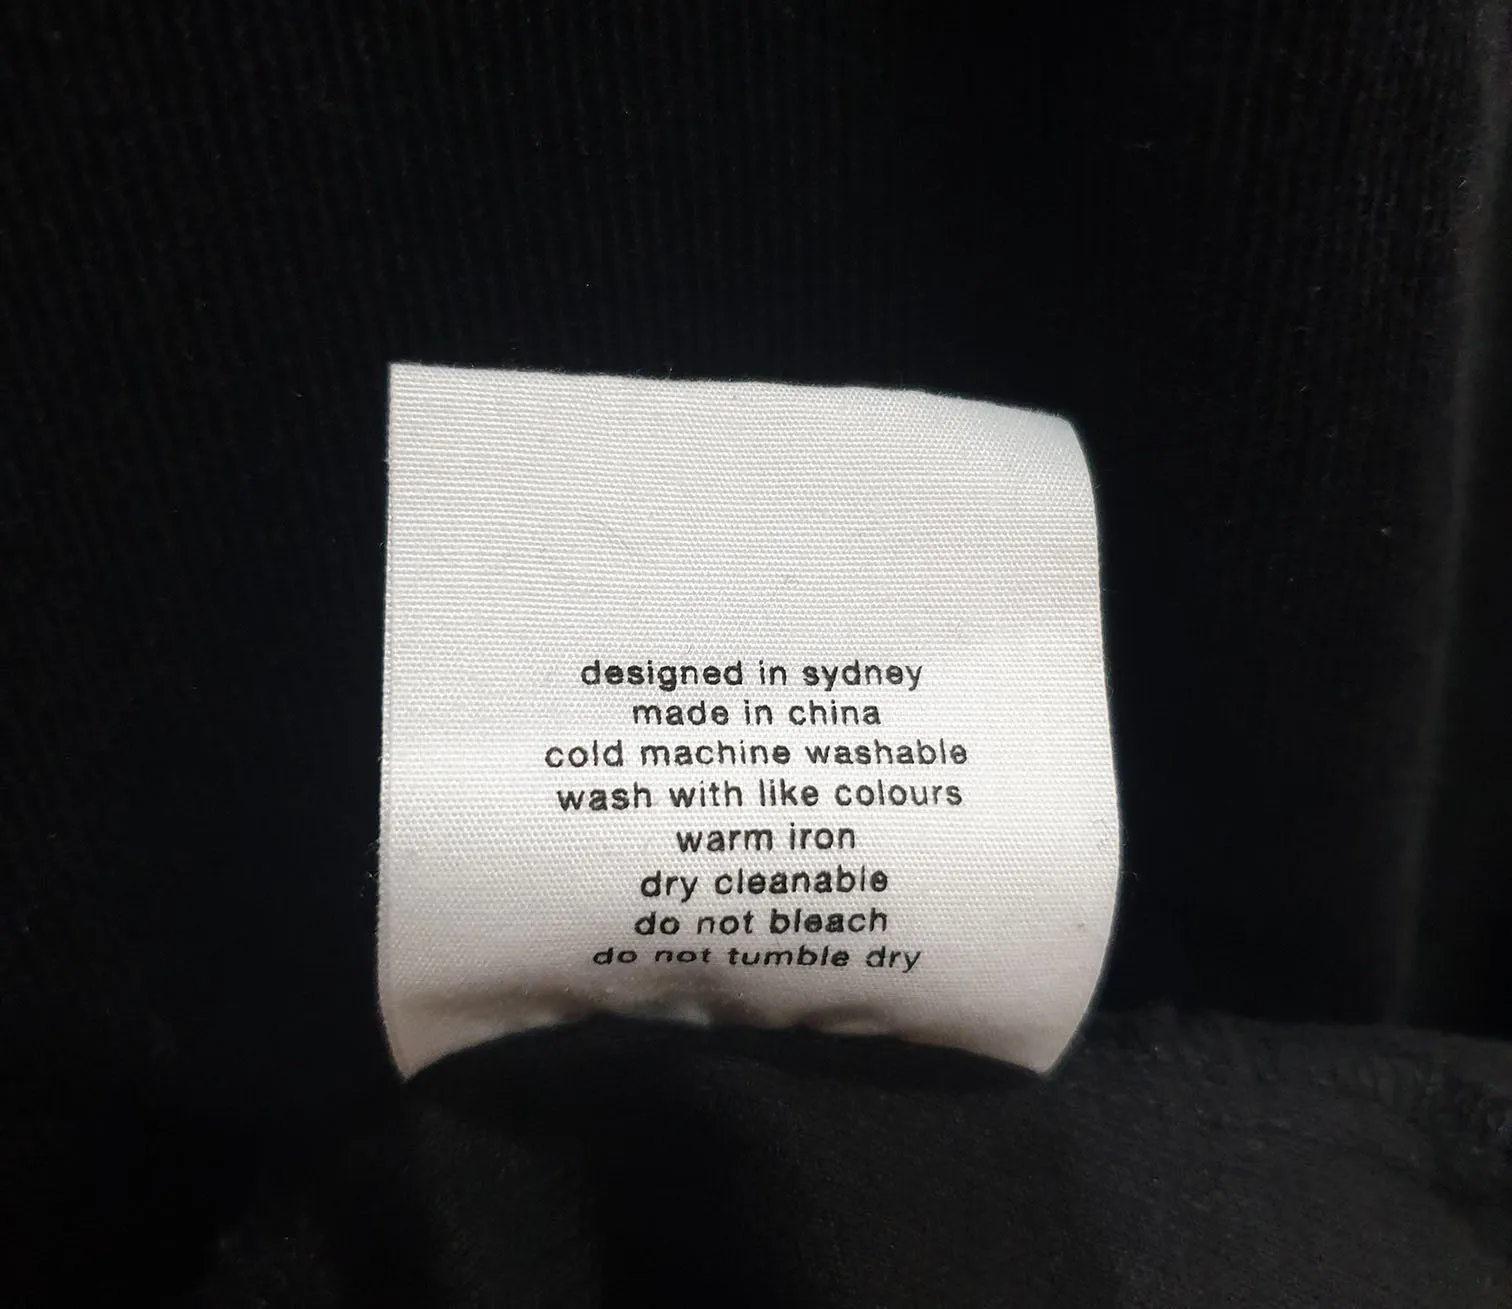 designed in sydney
made in china
cold machine washable
wash with like colours
warm iron
dry cleanable
do not bleach
do not tumble dry